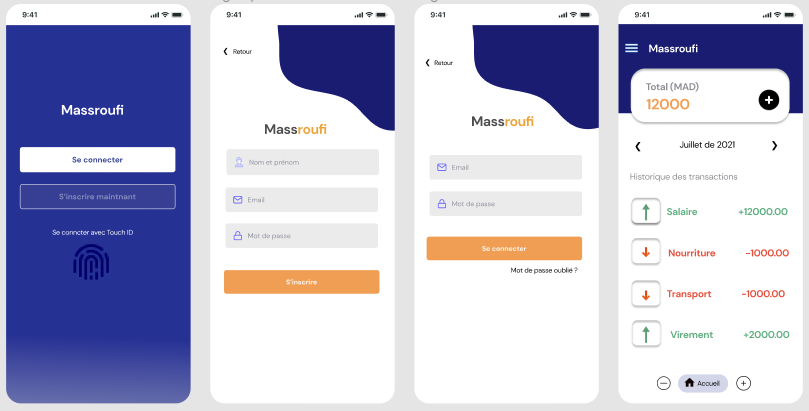 9:41
Massroufi
Se connecter
S'inscrire maintnant
Se conncter avec Touch ID
9:41
Retour
Massroufi
Nom et prénom
Email
Mot de passe
S'inscrire
9:41
Retour
Massroufi
Email
Mot de passe
Se connecter
Mot de passe oublié ?
9:41
Massroufi
Total (MAD)
12000
Juillet de 2021
Historique des transactions
Salaire +12000.00
Nourriture -1000.00
Transport -1000.00
Virement +2000.00
Accueil